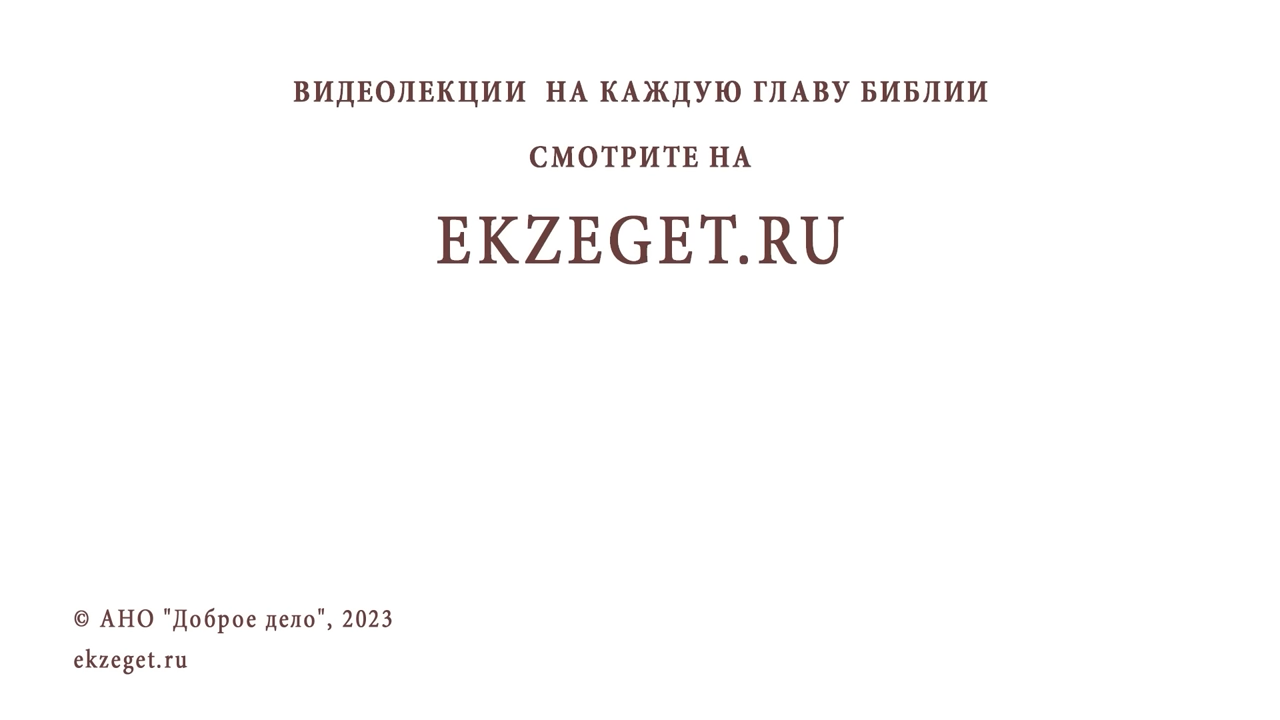 ВИДЕОЛЕКЦИИ НА КАЖДУЮ ГЛАВУ БИБЛИИ
СМОТРИТЕ НА
EKZEGET.RU
© АНО "Доброе дело", 2023
ekzeget.ru